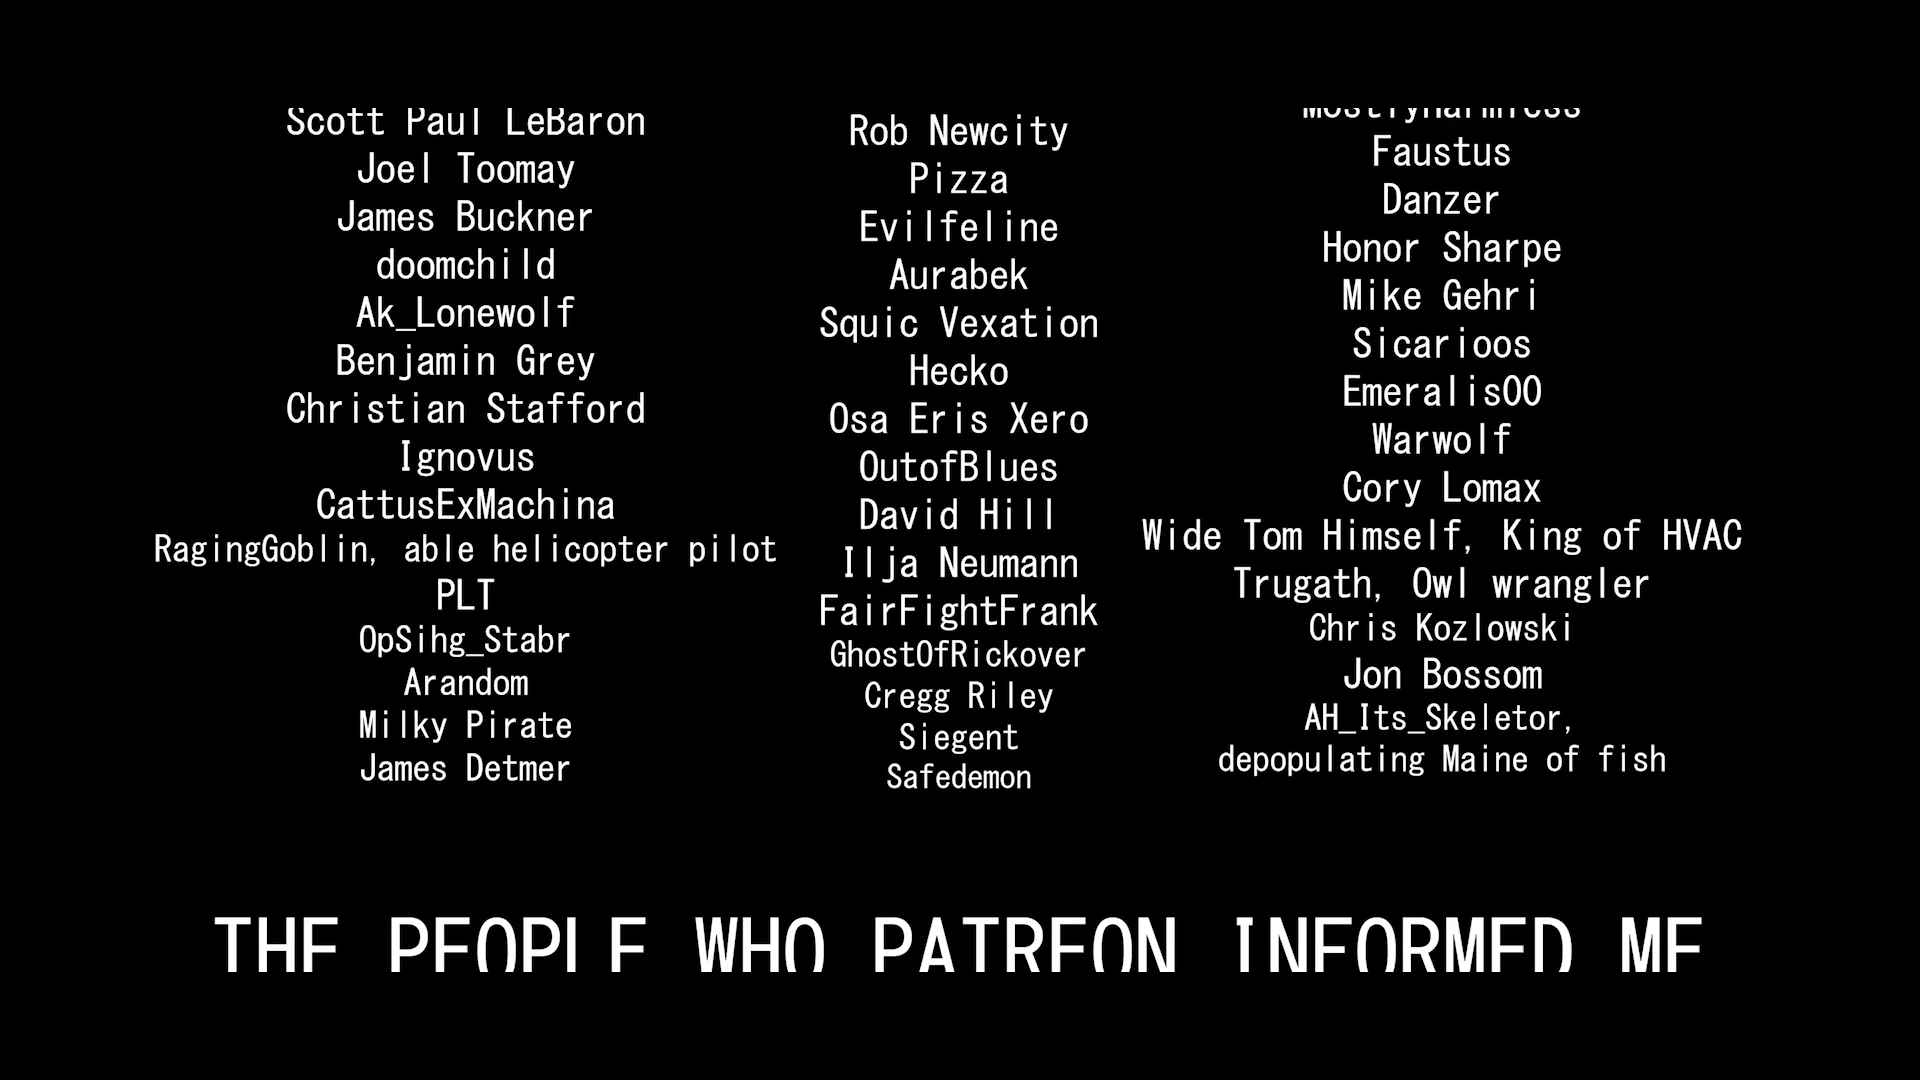 Scott Paul LeBaron
Joel Toomay
James Buckner
doomchild
Ak_Lonewolf
Benjamin Grey
Christian Stafford
Ignovus
CattusExMachina
RagingGoblin, able helicopter pilot
PLT
OpSihg_Stabr
Arandom
Milky Pirate
James Detmer
Rob Newcity
Pizza
Evilfeline
Aurabek
Squic Vexation
Hecko
Osa Eris Xero
OutofBlues
David Hill
Ilja Neumann
FairFightFrank
GhostOfRickover
Cregg Riley
Siegent
Safedemon
Faustus
Danzer
Honor Sharpe
Mike Gehri
Sicarioos
Emeralis00
Warwolf
Cory Lomax
Wide Tom Himself, King of HVAC
Trugath, Owl wrangler
Chris Kozlowski
Jon Bossom
AH_Its_Skeletor,
depopulating Maine of fish
THE PEOPLE WHO PATREON INFORMED ME